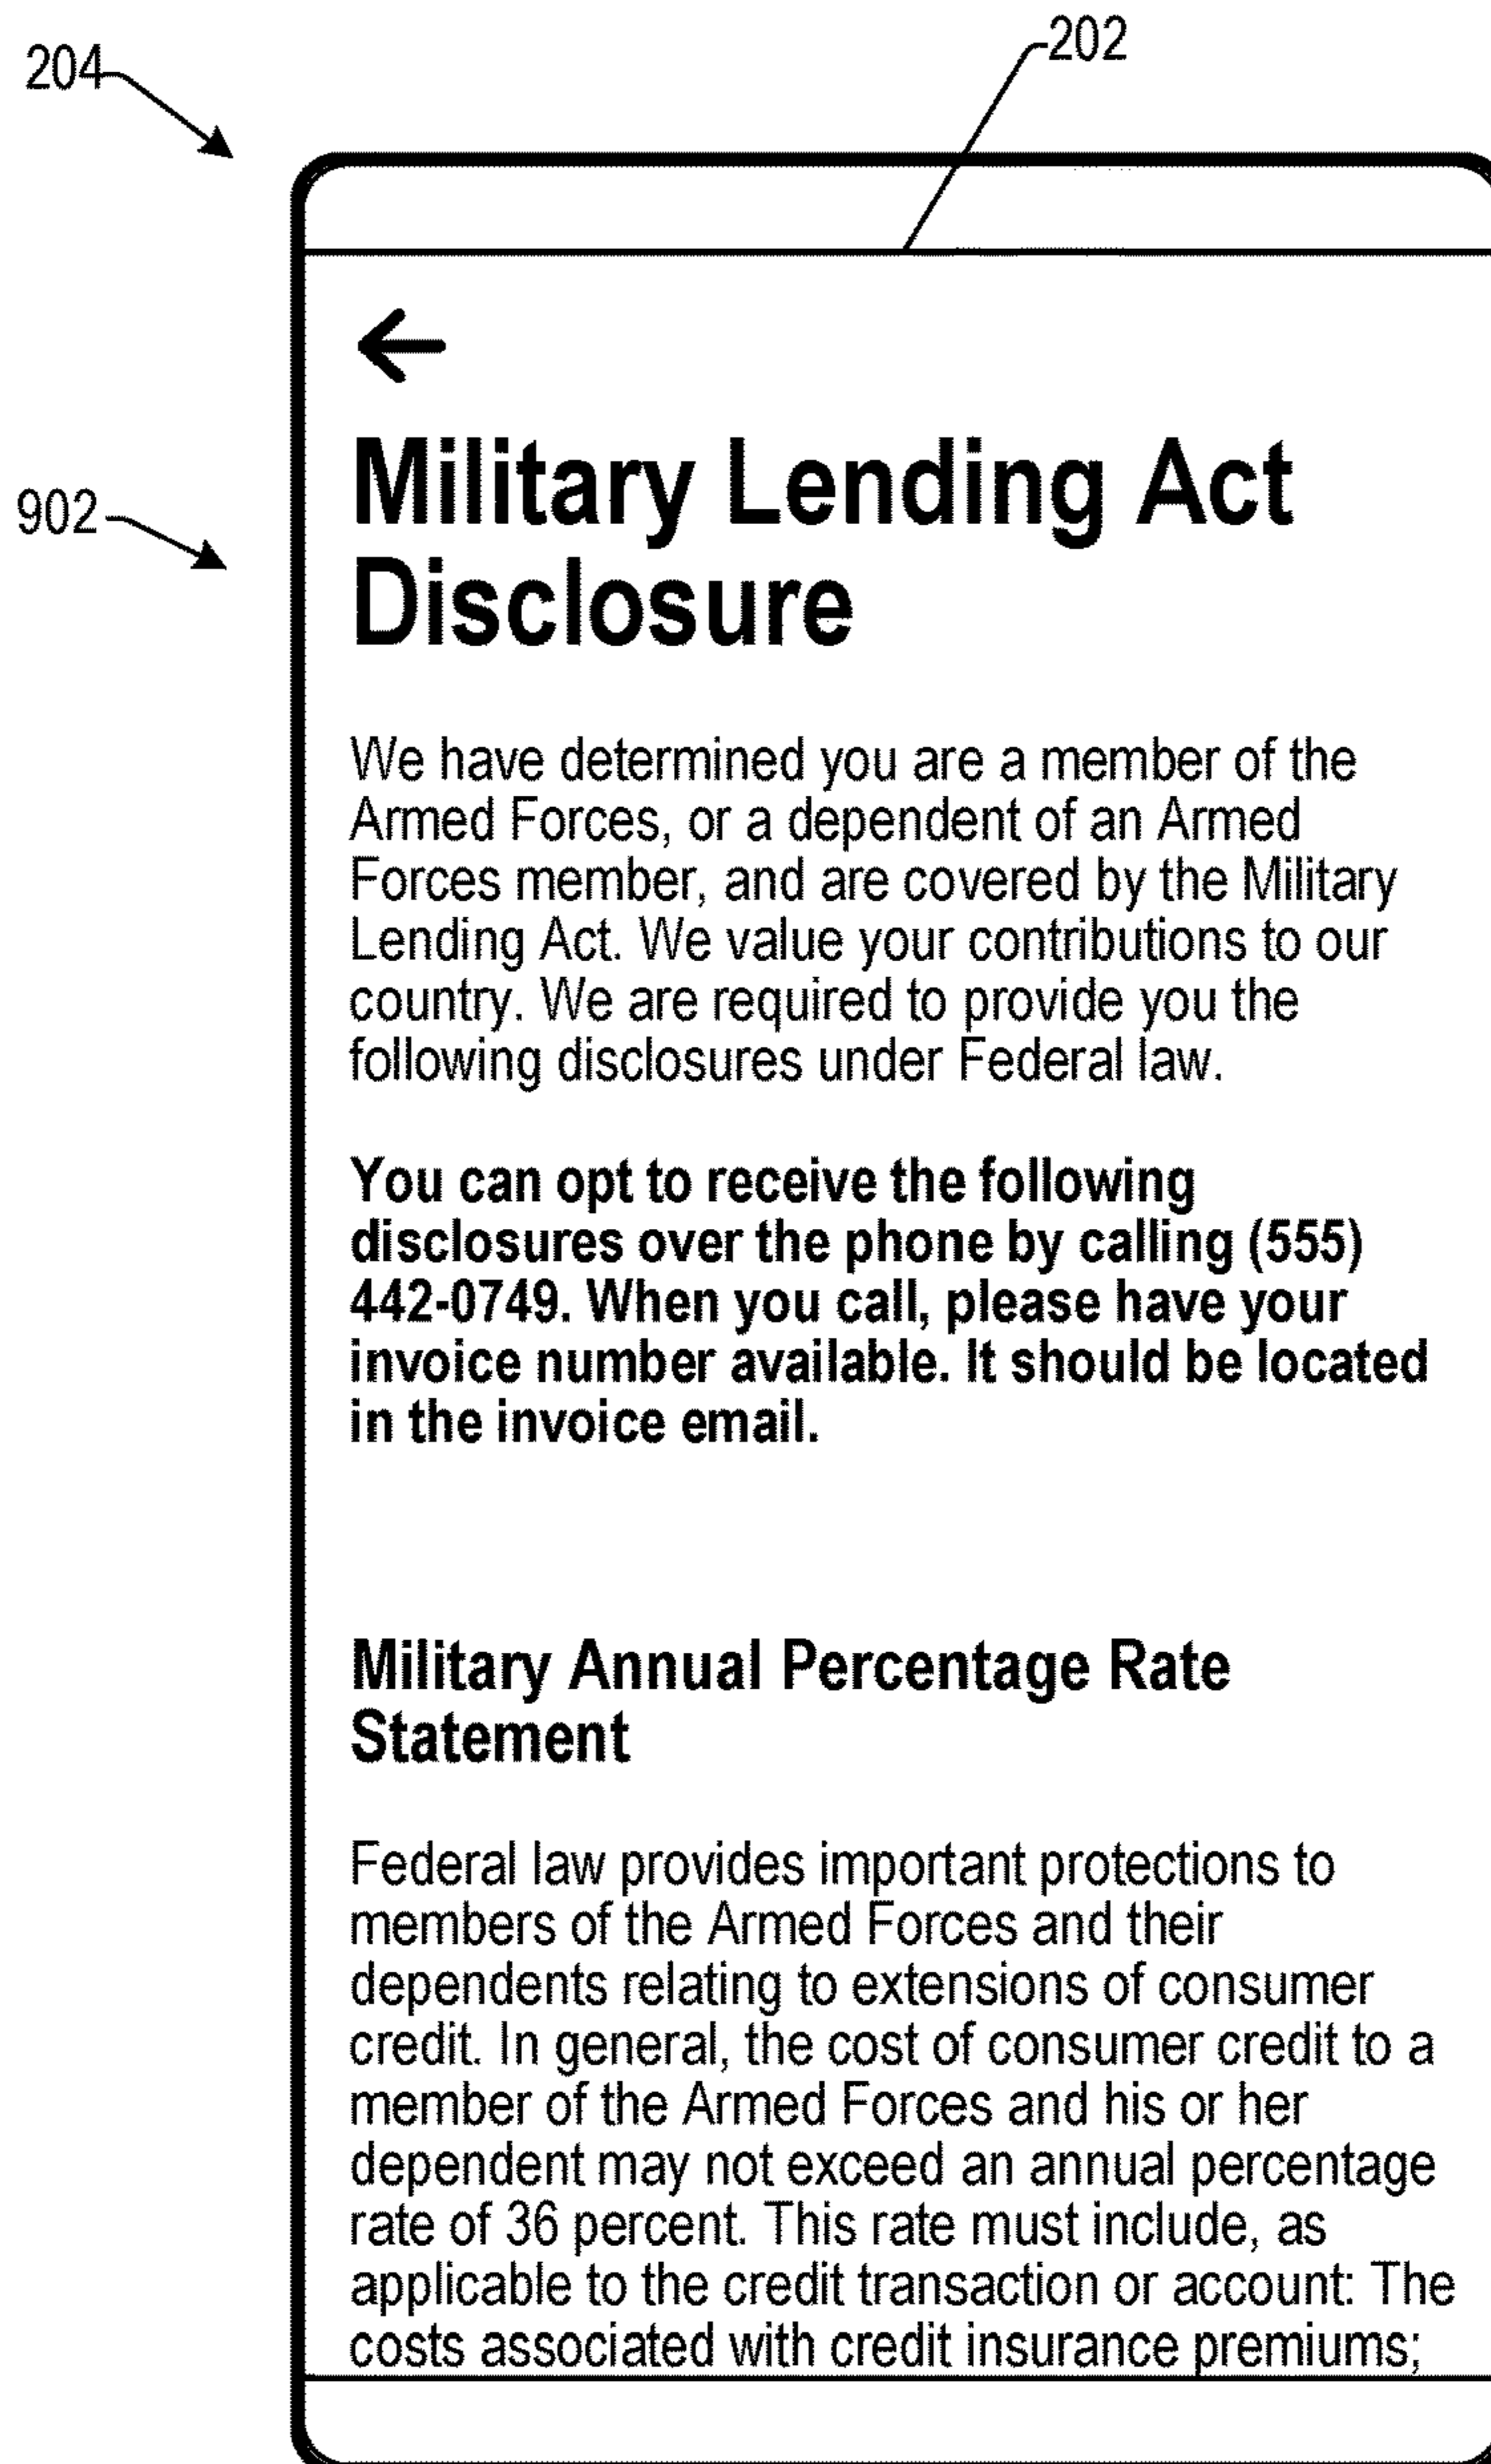 204
202
902
Military Lending Act
Disclosure
We have determined you are a member of the
Armed Forces, or a dependent of an Armed
Forces member, and are covered by the Military
Lending Act. We value your contributions to our
country. We are required to provide you the
following disclosures under Federal law.
You can opt to receive the following
disclosures over the phone by calling (555)
442-0749. When you call, please have your
invoice number available. It should be located
in the invoice email.
Military Annual Percentage Rate
Statement
Federal law provides important protections to
members of the Armed Forces and their
dependents relating to extensions of consumer
credit. In general, the cost of consumer credit to a
member of the Armed Forces and his or her
dependent may not exceed an annual percentage
rate of 36 percent. This rate must include, as
applicable to the credit transaction or account: The
costs associated with credit insurance premiums;